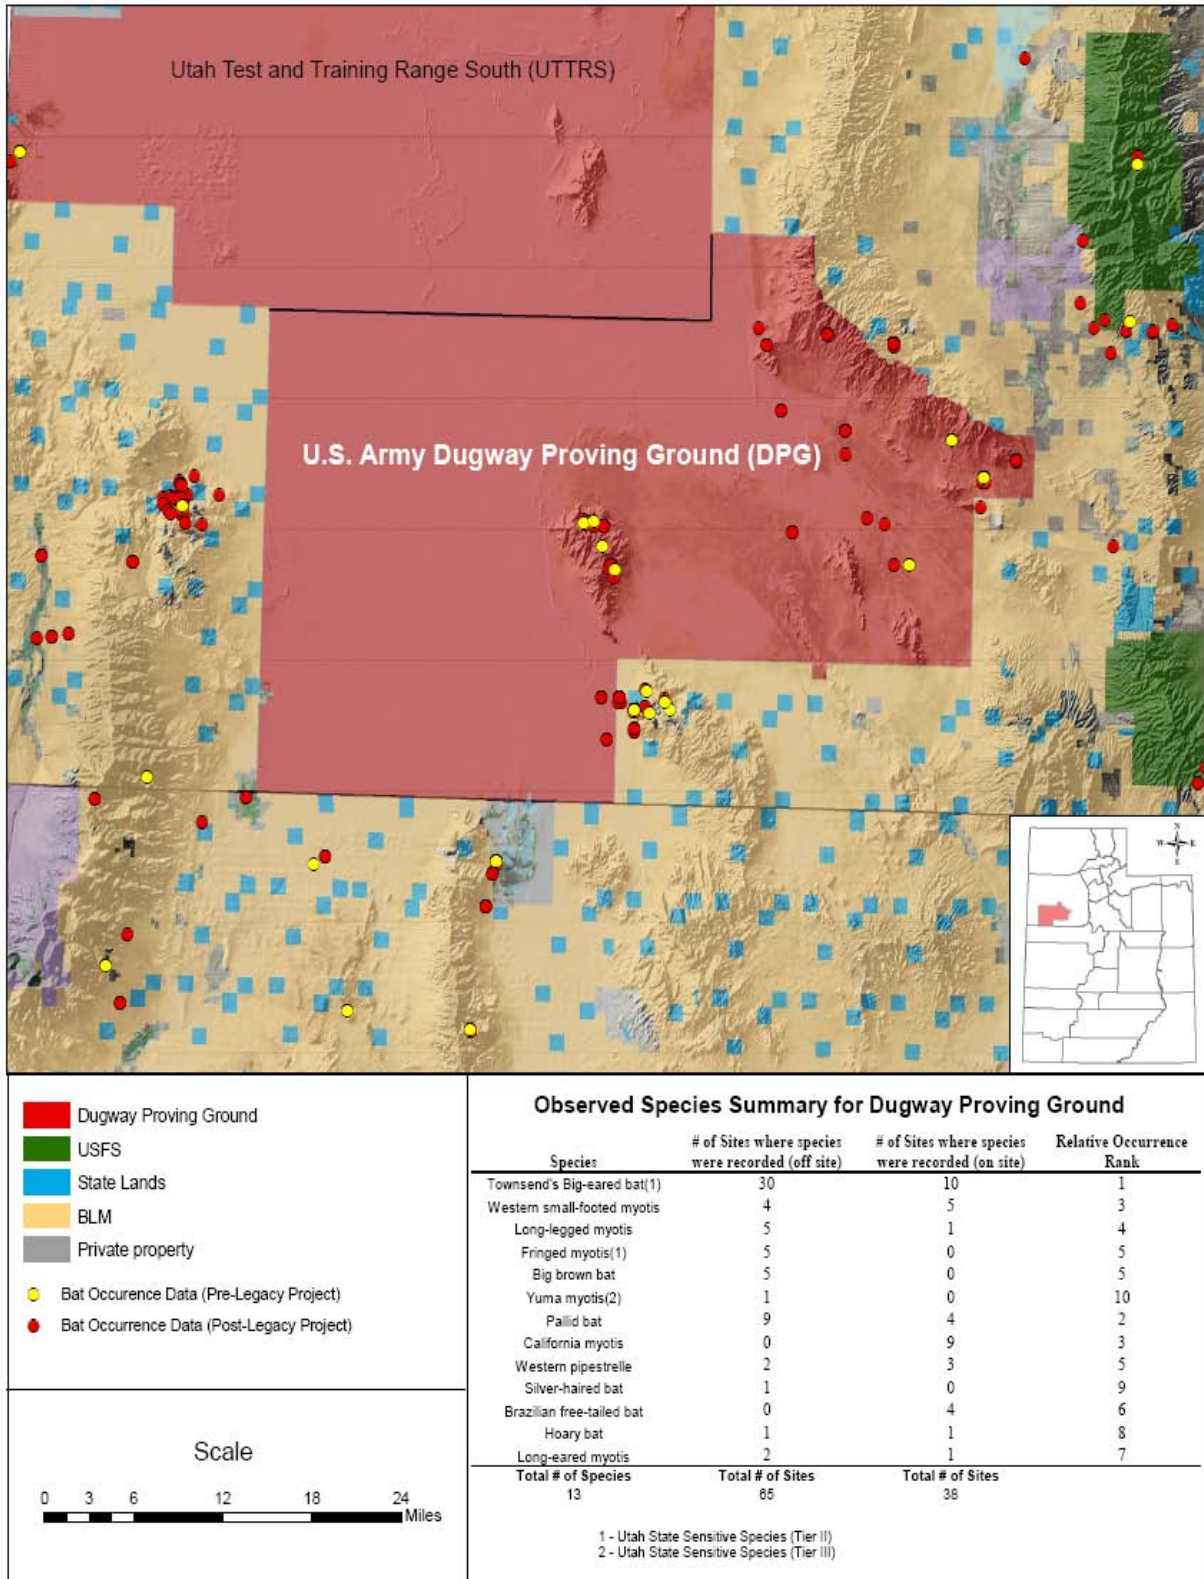 Utah Test and Training Range South (UTTRS)
U.S. Army Dugway Proving Ground (DPG)
N
W E
S
Dugway Proving Ground
USFS
State Lands
BLM
Private property
Bat Occurence Data (Pre-Legacy Project)
Bat Occurrence Data (Post-Legacy Project)
Scale
0 3 6 12 18 24
Miles
Observed Species Summary for Dugway Proving Ground
Species # of Sites where species were recorded (off site) # of Sites where species were recorded (on site) Relative Occurrence Rank
Townsend's Big-eared bat(1) 30 10 1
Western small-footed myotis 4 5 3
Long-legged myotis 5 1 4
Fringed myotis(1) 5 0 5
Big brown bat 5 0 5
Yuma myotis(2) 1 0 10
Pallid bat 9 4 2
California myotis 0 9 3
Western pipestrelle 2 3 5
Silver-haired bat 1 0 9
Brazilian free-tailed bat 0 4 6
Hoary bat 1 1 8
Long-eared myotis 2 1 7
Total # of Species Total # of Sites Total # of Sites
13 65 38
1 - Utah State Sensitive Species (Tier II)
2 - Utah State Sensitive Species (Tier III)